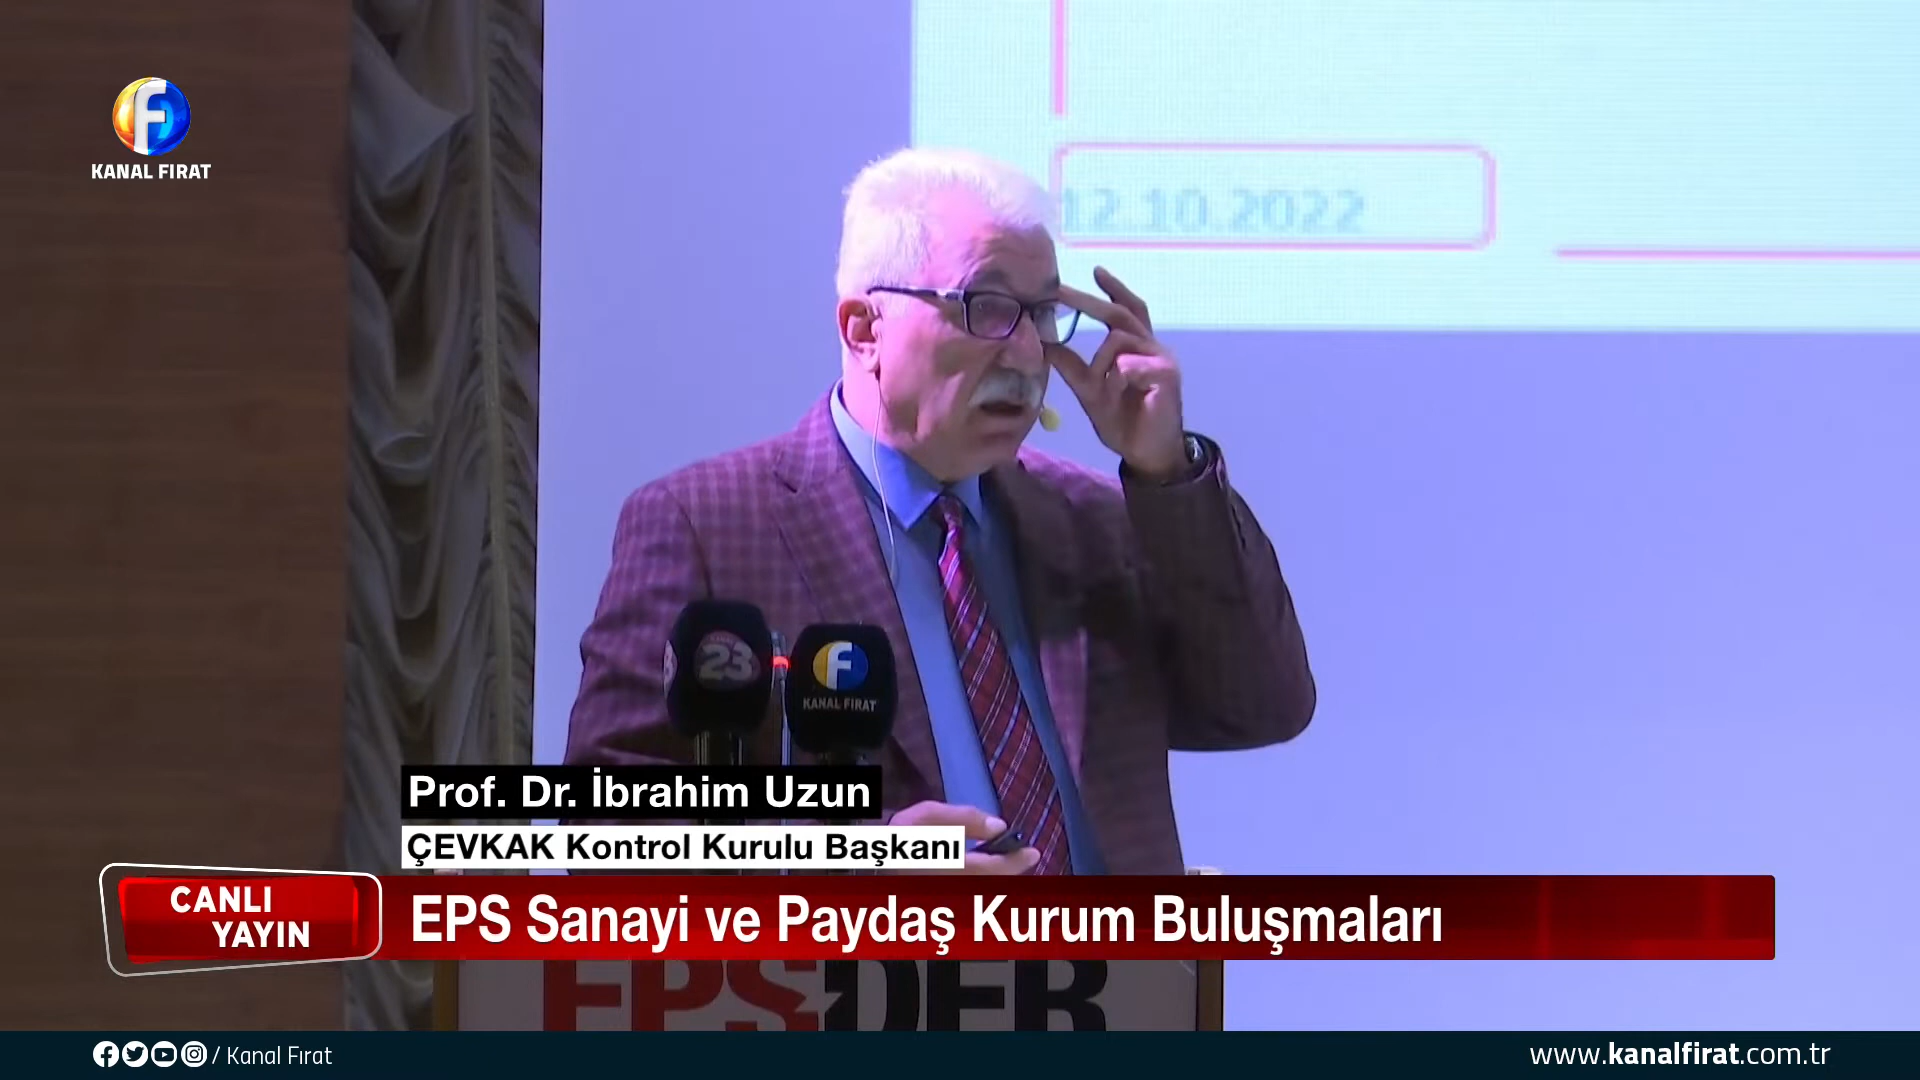 KANAL FIRAT
12.10.2022
23
KANAL FIRAT
Prof. Dr. İbrahim Uzun
ÇEVKAK Kontrol Kurulu Başkanı
CANLI
YAYIN
EPS Sanayi ve Paydaş Kurum Buluşmaları
EPSDER
/ Kanal Fırat
www.kanalfirat.com.tr